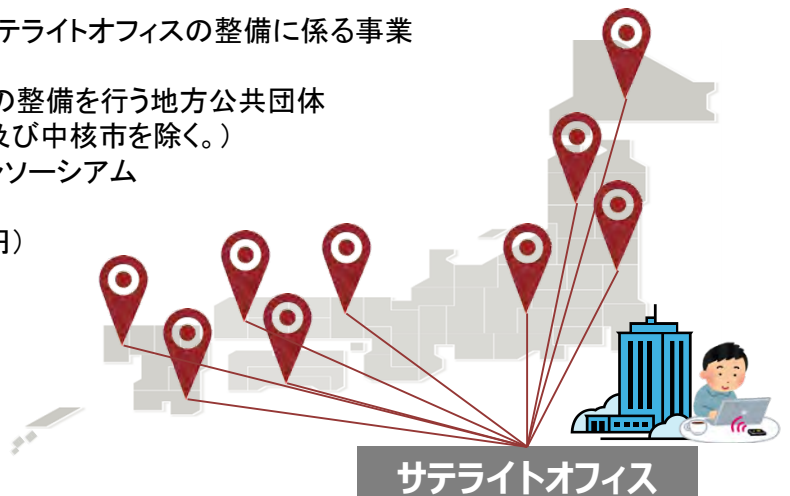 テライトオフィスの整備に係る事業
の整備を行う地方公共団体
及び中核市を除く。）
ソーシアム
円）
サテライトオフィス